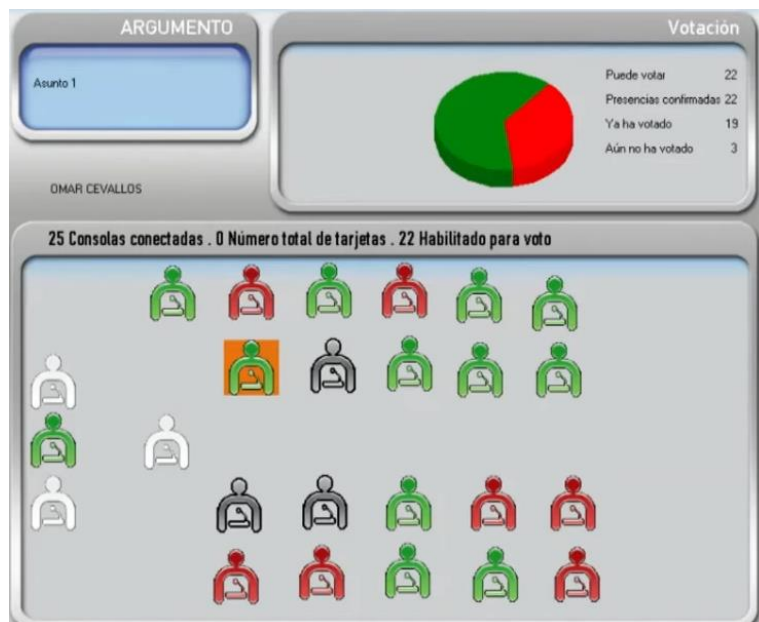 ARGUMENTO
Asunto 1
OMAR CEVALLOS
Votación
Puede votar 22
Presencias confirmadas 22
Ya ha votado 19
Aún no ha votado 3
25 Consolas conectadas . 0 Número total de tarjetas . 22 Habilitado para voto